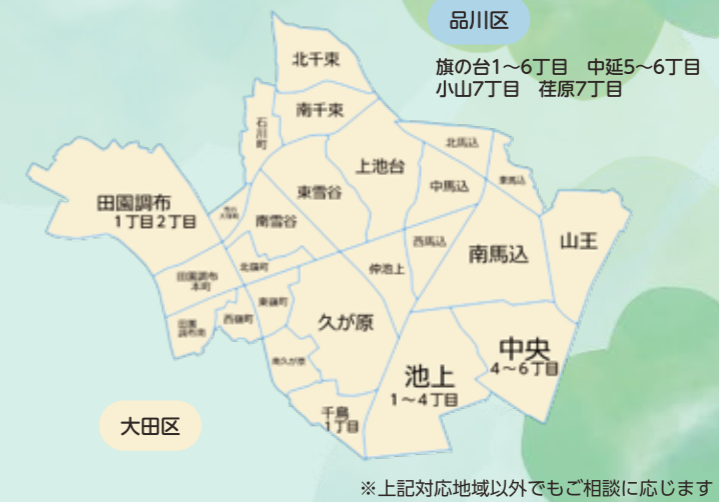 品川区
旗の台1～6丁目 中延5～6丁目
小山7丁目 荏原7丁目
北千束
南千束
石川町
北馬込
上池台
東馬込
中馬込
東雪谷
田園調布
1丁目2丁目
南雪谷
山王
西馬込
南馬込
北嶺町
仲池上
田園調布
本町
東嶺町
久が原
西嶺町
田園
調布南
中央
4～6丁目
南久が原
池上
1～4丁目
千鳥
1丁目
大田区
※上記対応地域以外でもご相談に応じます